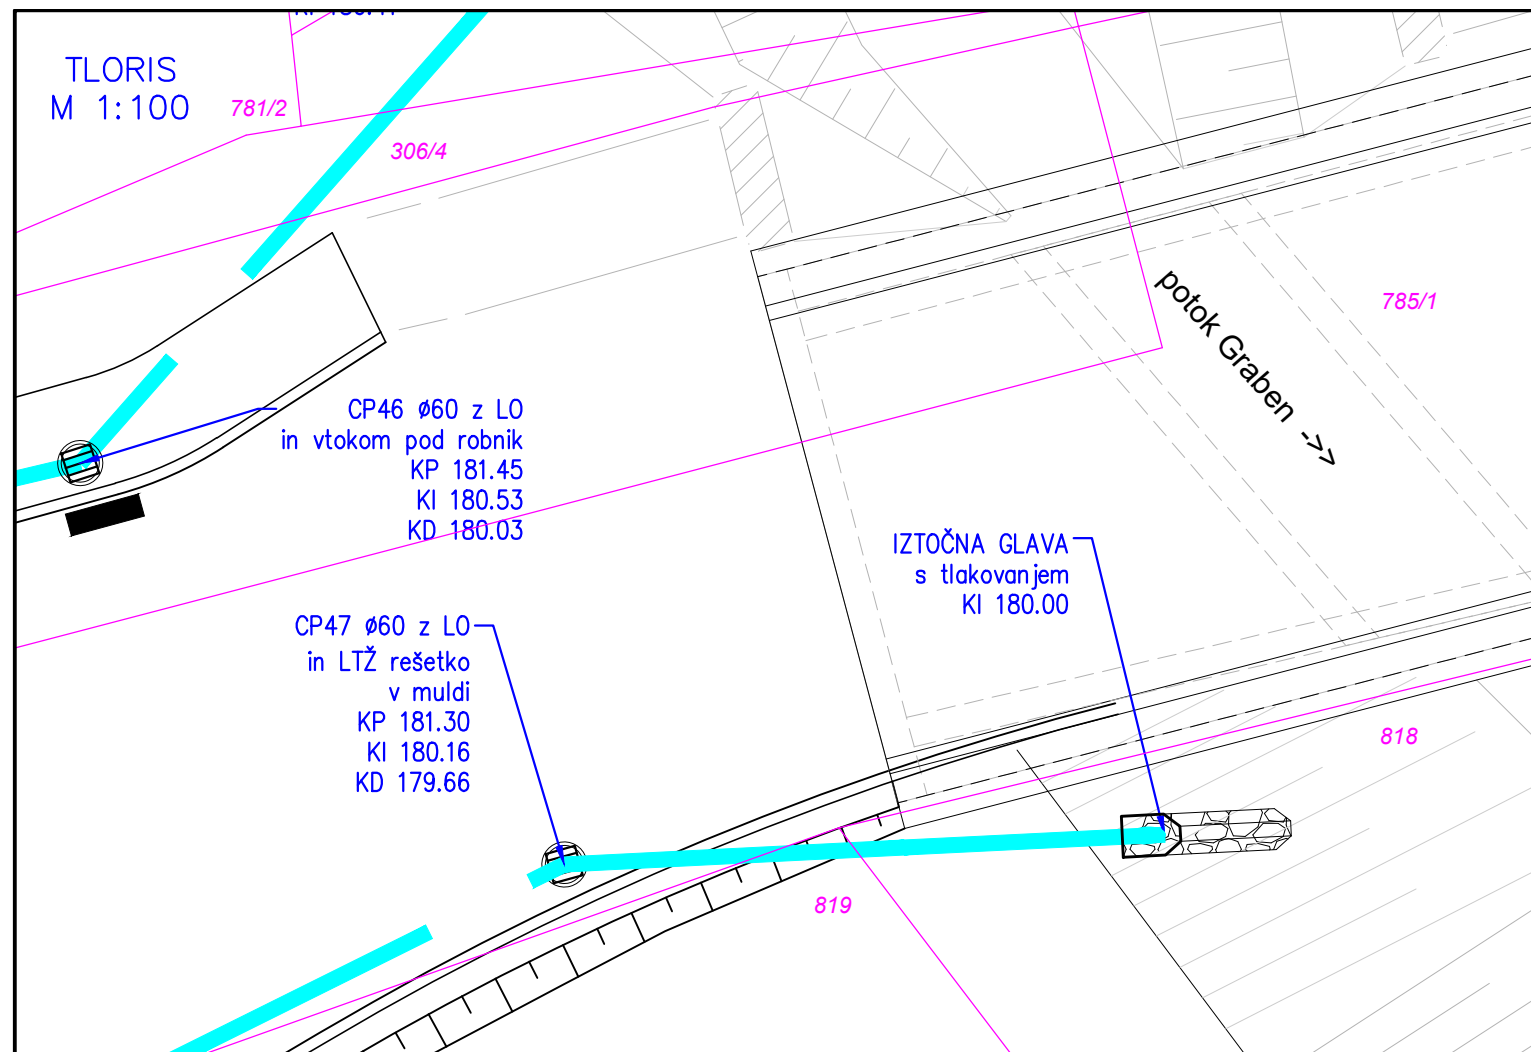 TLORIS
M 1:100
781/2
306/4
785/1
potok Graben ->>
CP46 ø60 z LO
in vtokom pod robnik
KP 181.45
KI 180.53
KD 180.03
IZTOČNA GLAVA
s tlakovanjem
KI 180.00
CP47 ø60 z LO
in LTŽ rešetko
v muldi
KP 181.30
KI 180.16
KD 179.66
818
819